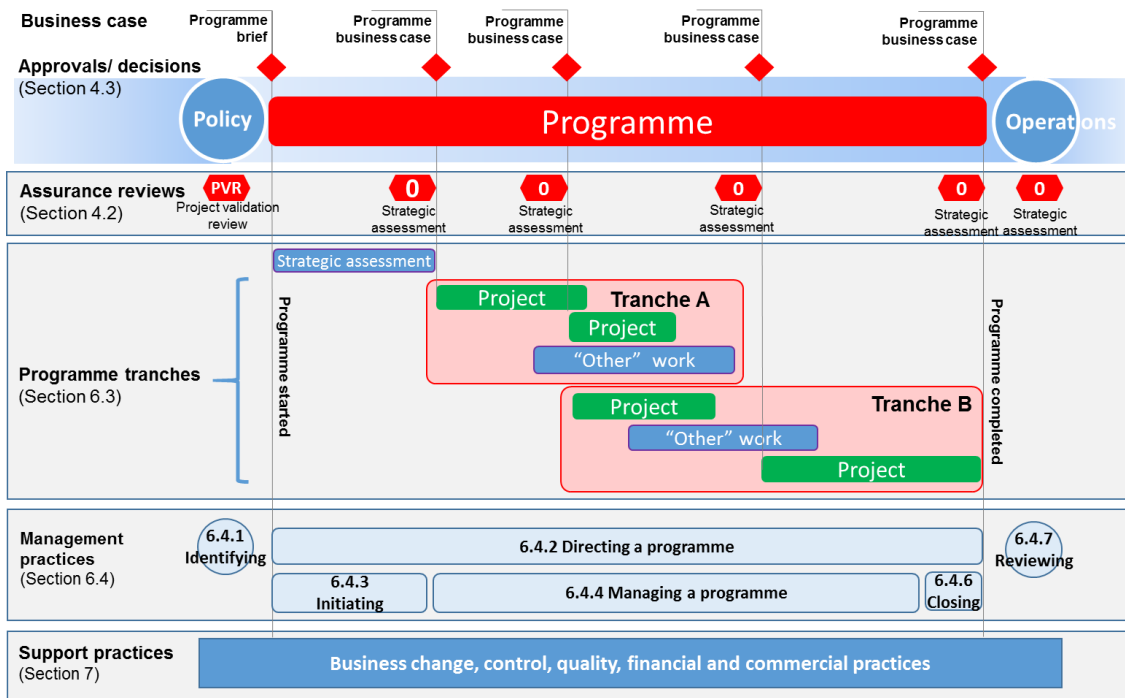 Business case
Programme
brief
Programme
business case
Programme
business case
Programme
business case
Programme
business case
Approvals/ decisions
(Section 4.3)
Policy
Programme
Operations
Assurance reviews
(Section 4.2)
PVR
Project validation
review
0
Strategic
assessment
0
Strategic
assessment
0
Strategic
assessment
0
Strategic
assessment
0
Strategic
assessment
Programme tranches
(Section 6.3)
Strategic assessment
Programme started
Project
Tranche A
Project
"Other" work
Project
Tranche B
"Other" work
Project
Programme completed
Management
practices
(Section 6.4)
6.4.1
Identifying
6.4.2 Directing a programme
6.4.7
Reviewing
6.4.3
Initiating
6.4.4 Managing a programme
6.4.6
Closing
Support practices
(Section 7)
Business change, control, quality, financial and commercial practices